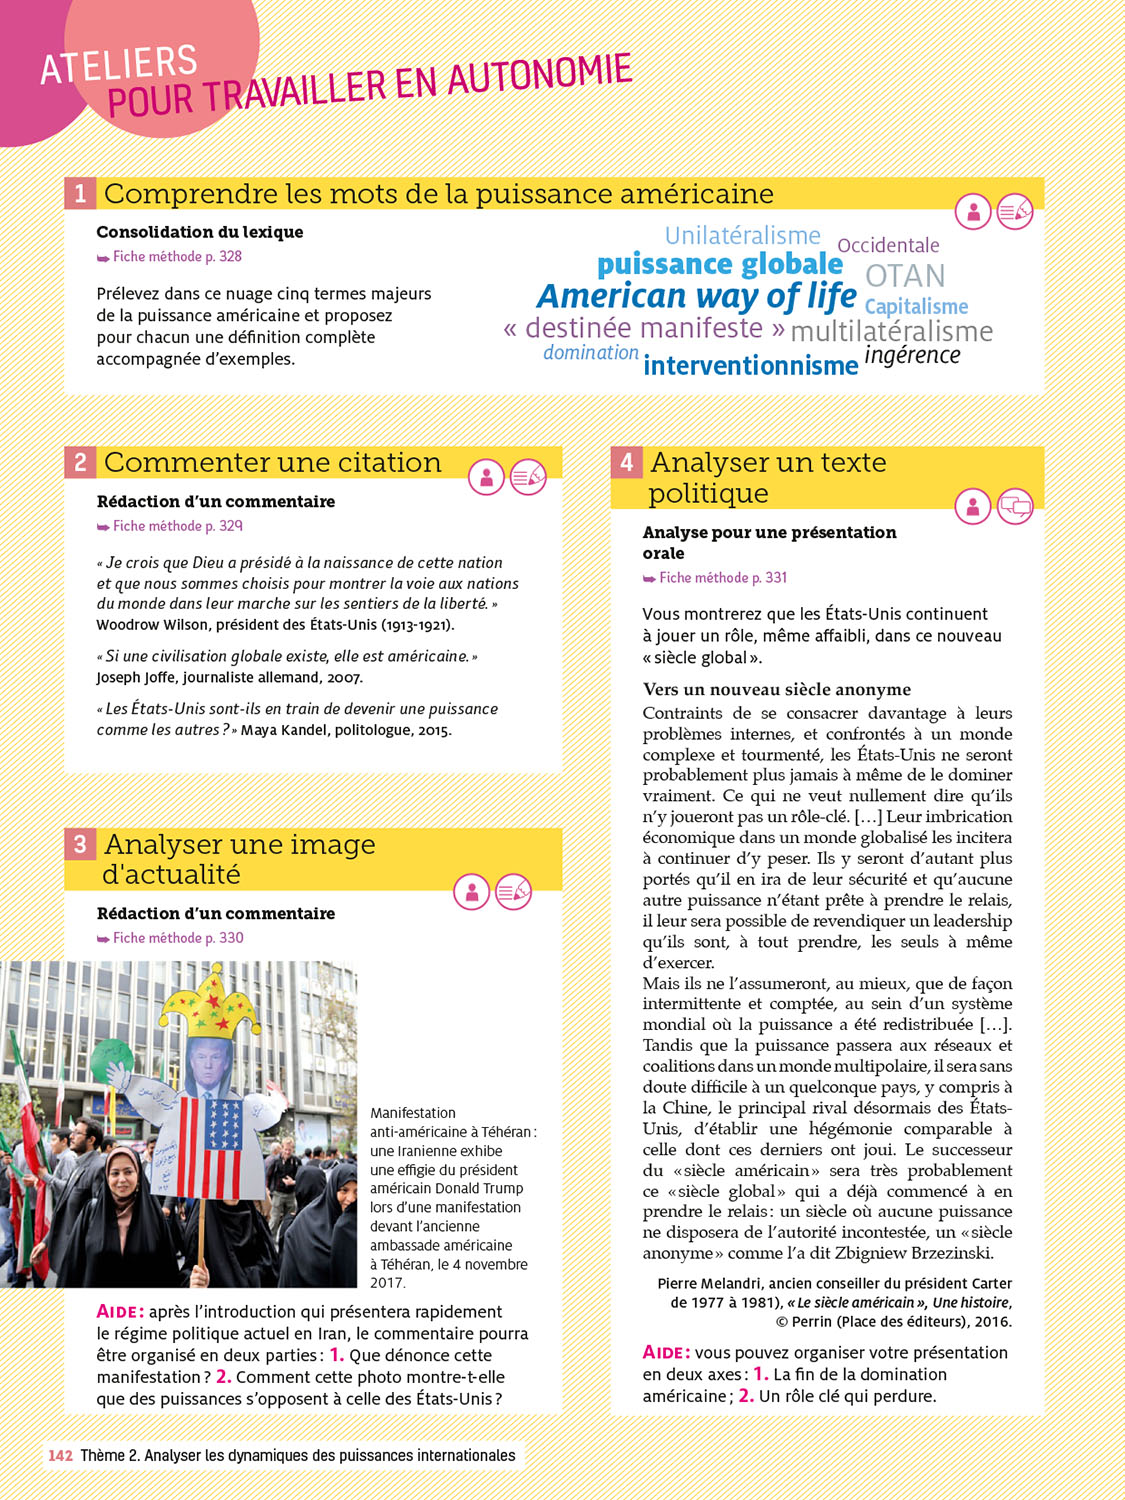 ATELIERS
POUR TRAVAILLER EN AUTONOMIE
1 Comprendre les mots de la puissance américaine
Consolidation du lexique
➥ Fiche méthode p. 328
Prélevez dans ce nuage cinq termes majeurs
de la puissance américaine et proposez
pour chacun une définition complète
accompagnée d’exemples.
Unilatéralisme
Occidentale
puissance globale
OTAN
American way of life
Capitalisme
« destinée manifeste »
multilatéralisme
domination
interventionnisme
ingérence
2 Commenter une citation
Rédaction d’un commentaire
➥ Fiche méthode p. 329
« Je crois que Dieu a présidé à la naissance de cette nation
et que nous sommes choisis pour montrer la voie aux nations
du monde dans leur marche sur les sentiers de la liberté. »
Woodrow Wilson, président des États-Unis (1913-1921).
« Si une civilisation globale existe, elle est américaine. »
Joseph Joffe, journaliste allemand, 2007.
« Les États-Unis sont-ils en train de devenir une puissance
comme les autres ? » Maya Kandel, politologue, 2015.
3 Analyser une image
d'actualité
Rédaction d’un commentaire
➥ Fiche méthode p. 330
Manifestation
anti-américaine à Téhéran :
une Iranienne exhibe
une effigie du président
américain Donald Trump
lors d’une manifestation
devant l’ancienne
ambassade américaine
à Téhéran, le 4 novembre
2017.
AIDE : après l’introduction qui présentera rapidement
le régime politique actuel en Iran, le commentaire pourra
être organisé en deux parties : 1. Que dénonce cette
manifestation ? 2. Comment cette photo montre-t-elle
que des puissances s’opposent à celle des États-Unis ?
4 Analyser un texte
politique
Analyse pour une présentation
orale
➥ Fiche méthode p. 331
Vous montrerez que les États-Unis continuent
à jouer un rôle, même affaibli, dans ce nouveau
« siècle global ».
Vers un nouveau siècle anonyme
Contraints de se consacrer davantage à leurs
problèmes internes, et confrontés à un monde
complexe et tourmenté, les États-Unis ne seront
probablement plus jamais à même de le dominer
vraiment. Ce qui ne veut nullement dire qu’ils
n’y joueront pas un rôle-clé. […] Leur imbrication
économique dans un monde globalisé les incitera
à continuer d’y peser. Ils y seront d’autant plus
portés qu’il en ira de leur sécurité et qu’aucune
autre puissance n’étant prête à prendre le relais,
il leur sera possible de revendiquer un leadership
qu’ils sont, à tout prendre, les seuls à même
d’exercer.
Mais ils ne l’assumeront, au mieux, que de façon
intermittente et comptée, au sein d’un système
mondial où la puissance a été redistribuée […].
Tandis que la puissance passera aux réseaux et
coalitions dans un monde multipolaire, il sera sans
doute difficile à un quelconque pays, y compris à
la Chine, le principal rival désormais des États-
Unis, d’établir une hégémonie comparable à
celle dont ces derniers ont joui. Le successeur
du « siècle américain » sera très probablement
ce « siècle global » qui a déjà commencé à en
prendre le relais : un siècle où aucune puissance
ne disposera de l’autorité incontestée, un « siècle
anonyme » comme l’a dit Zbigniew Brzezinski.
Pierre Melandri, ancien conseiller du président Carter
de 1977 à 1981), « Le siècle américain », Une histoire,
© Perrin (Place des éditeurs), 2016.
AIDE : vous pouvez organiser votre présentation
en deux axes : 1. La fin de la domination
américaine ; 2. Un rôle clé qui perdure.
142 Thème 2. Analyser les dynamiques des puissances internationales